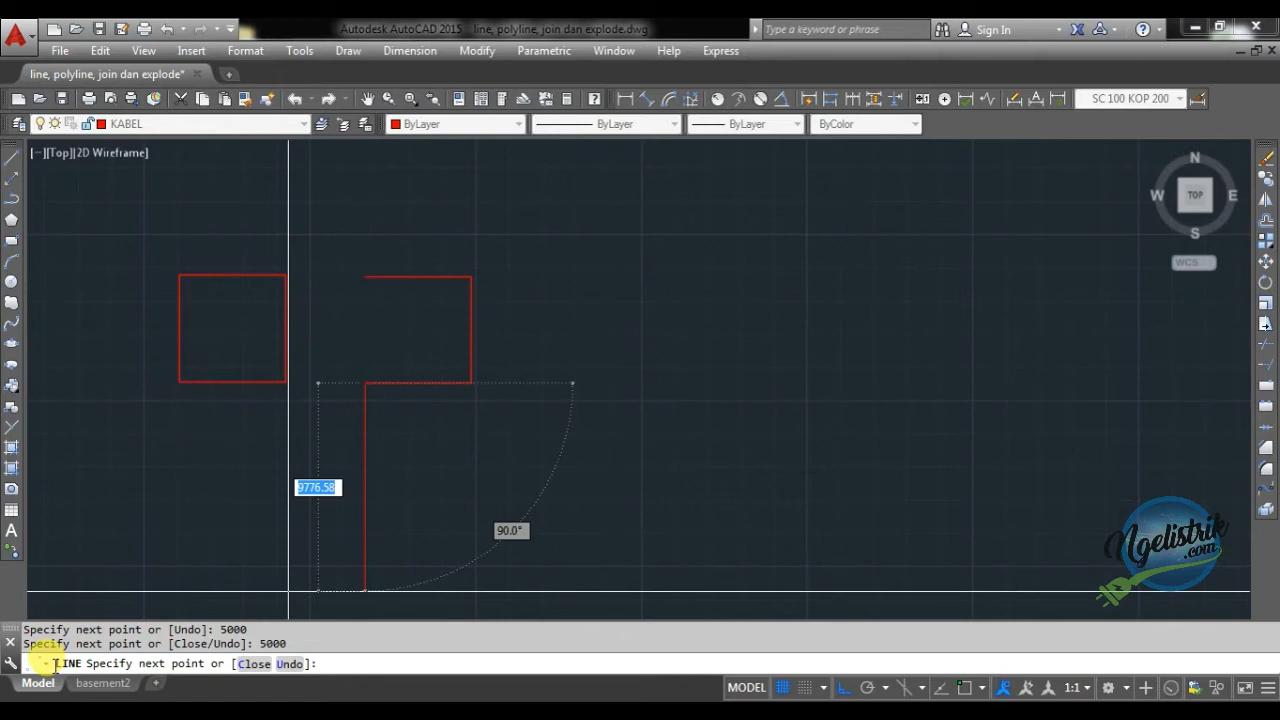 Autodesk AutoCAD 2015 line, polyline, join dan explode.dwg
Type a keyword or phrase
Sign In
File Edit View Insert Format Tools Draw Dimension Modify Parametric Window Help Express
line, polyline, join dan explode*
SC 100 KOP 200
KABEL
ByLayer
ByLayer
ByLayer
ByColor
[−][Top][2D Wireframe]
N
W TOP E
S
WCS
9776.58
90.0°
Ngelistrik
.com
Specify next point or [Undo]: 5000
Specify next point or [Close/Undo]: 5000
LINE Specify next point or [Close Undo]:
Model basement2
MODEL
1:1